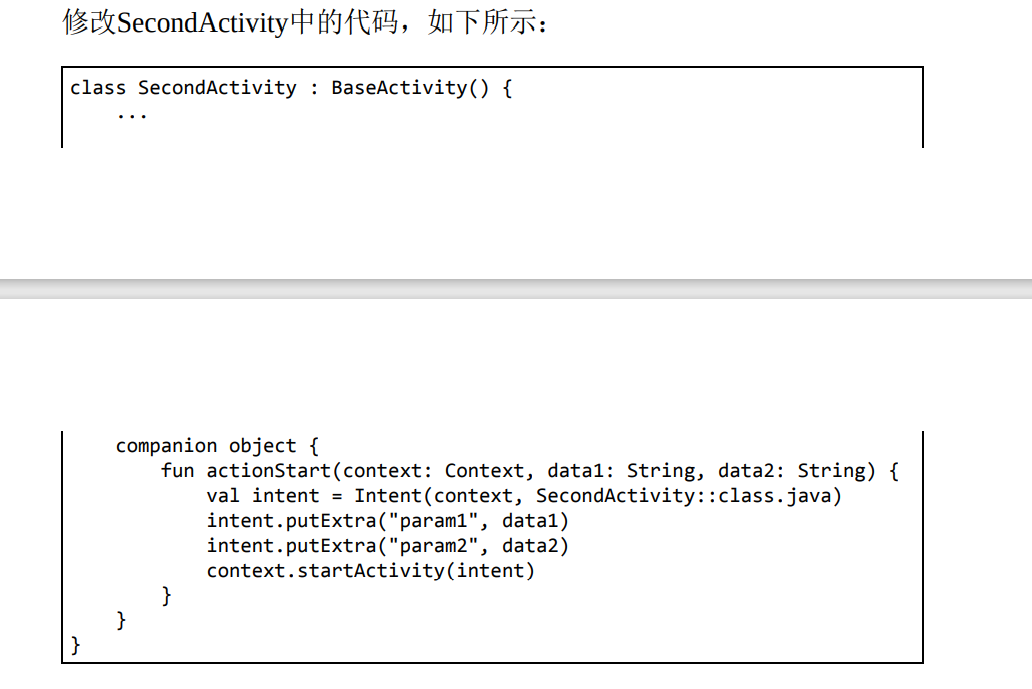 修改SecondActivity中的代码，如下所示：
class SecondActivity : BaseActivity() {
    ...
    companion object {
        fun actionStart(context: Context, data1: String, data2: String) {
            val intent = Intent(context, SecondActivity::class.java)
            intent.putExtra("param1", data1)
            intent.putExtra("param2", data2)
            context.startActivity(intent)
        }
    }
}